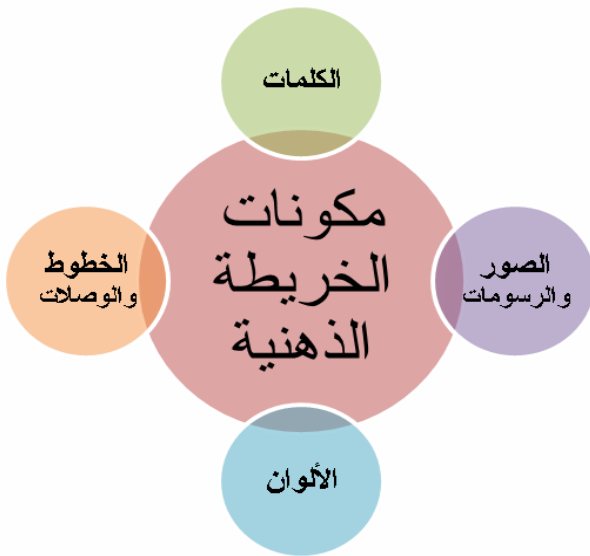 الكلمات
مكونات
الخريطة
الذهنية
الصور
والرسومات
الخطوط
والوصلات
الألوان